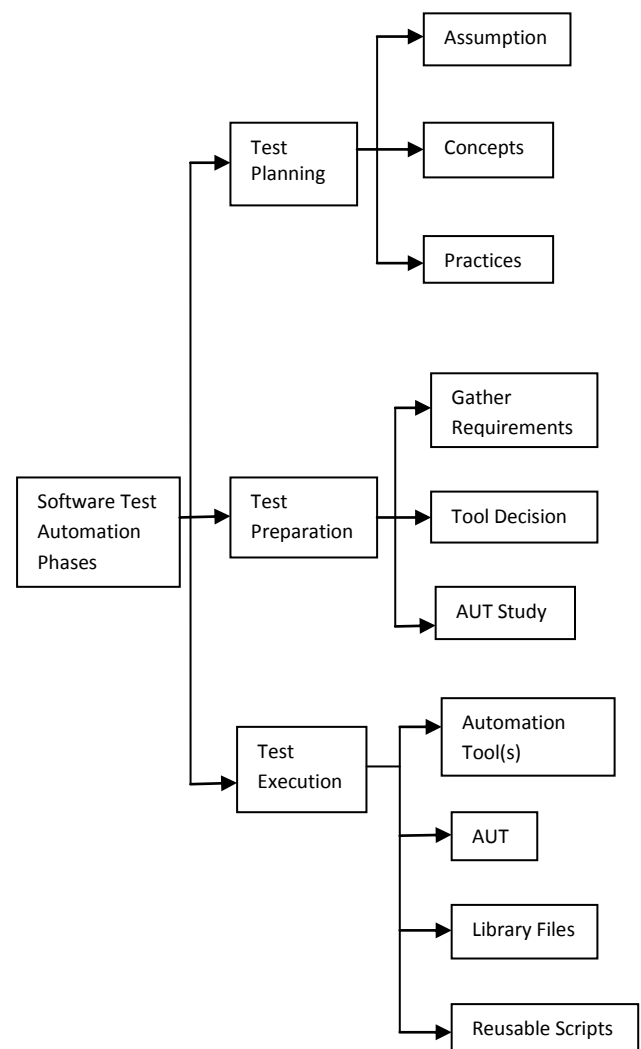 Assumption
Test
Planning
Concepts
Practices
Gather
Requirements
Software Test
Automation
Phases
Test
Preparation
Tool Decision
AUT Study
Automation
Tool(s)
Test
Execution
AUT
Library Files
Reusable Scripts